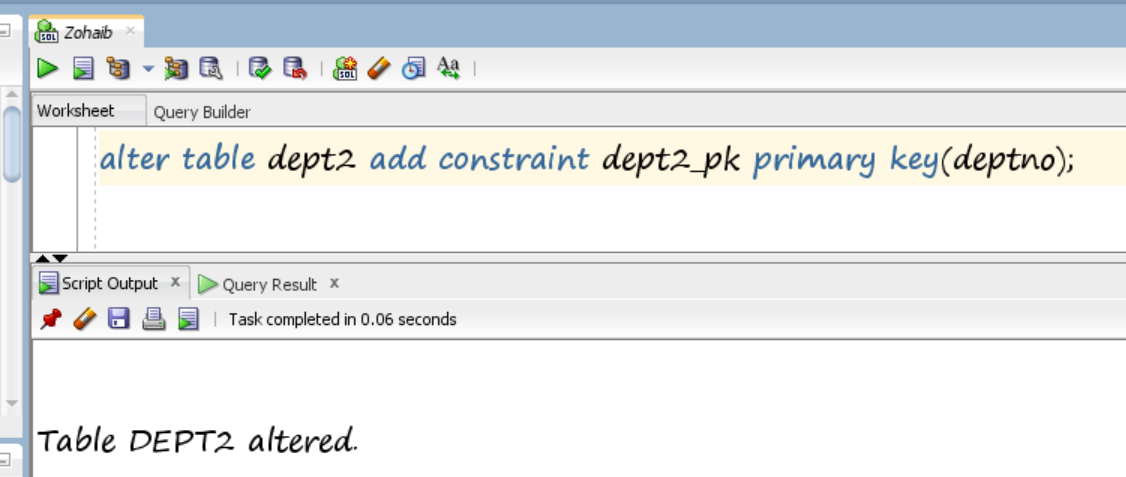 Zohaib
Worksheet Query Builder
alter table dept2 add constraint dept2_pk primary key(deptno);
Script Output x Query Result x
Task completed in 0.06 seconds
Table DEPT2 altered.